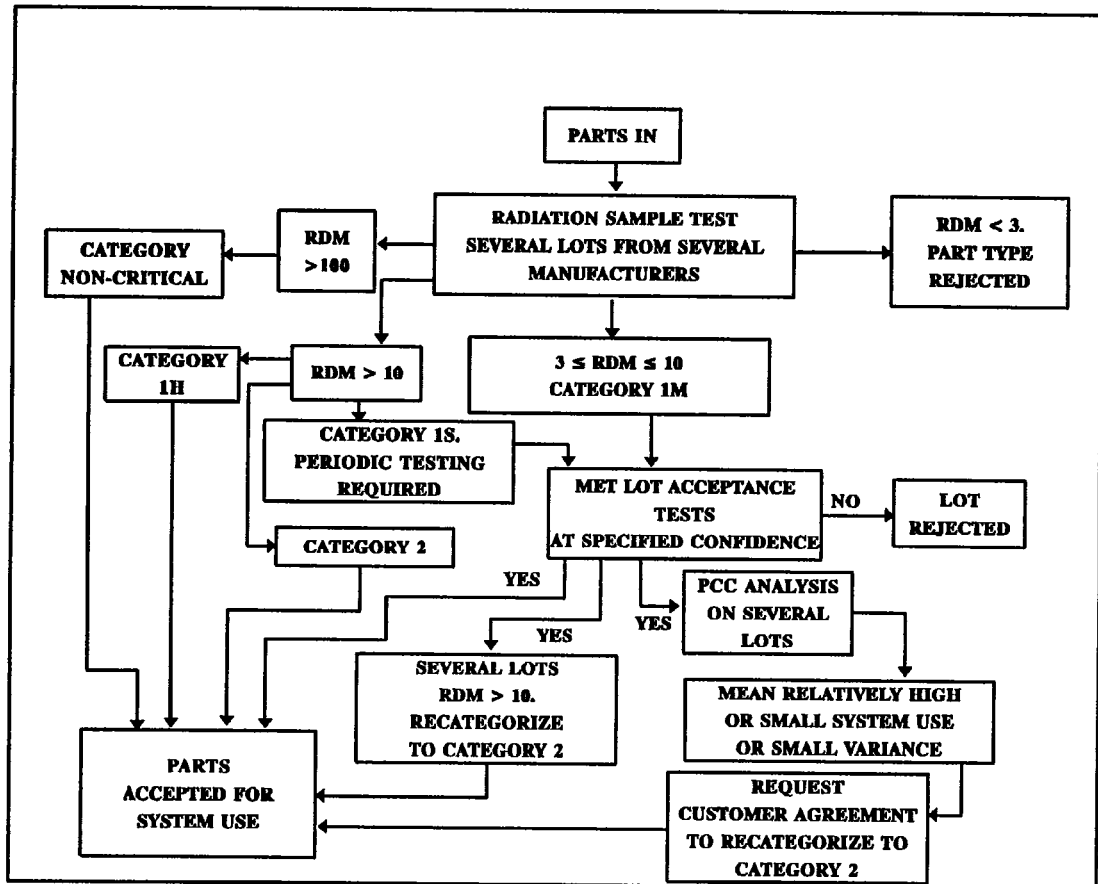 PARTS IN
RADIATION SAMPLE TEST
SEVERAL LOTS FROM SEVERAL
MANUFACTURERS
RDM < 3.
PART TYPE
REJECTED
RDM
>100
CATEGORY
NON-CRITICAL
CATEGORY
1H
RDM > 10
3 ≤ RDM ≤ 10
CATEGORY 1M
CATEGORY 1S.
PERIODIC TESTING
REQUIRED
MET LOT ACCEPTANCE
TESTS
AT SPECIFIED CONFIDENCE
NO
LOT
REJECTED
CATEGORY 2
YES
YES
YES
PCC ANALYSIS
ON SEVERAL
LOTS
SEVERAL LOTS
RDM > 10.
RECATEGORIZE
TO CATEGORY 2
MEAN RELATIVELY HIGH
OR SMALL SYSTEM USE
OR SMALL VARIANCE
PARTS
ACCEPTED FOR
SYSTEM USE
REQUEST
CUSTOMER AGREEMENT
TO RECATEGORIZE TO
CATEGORY 2